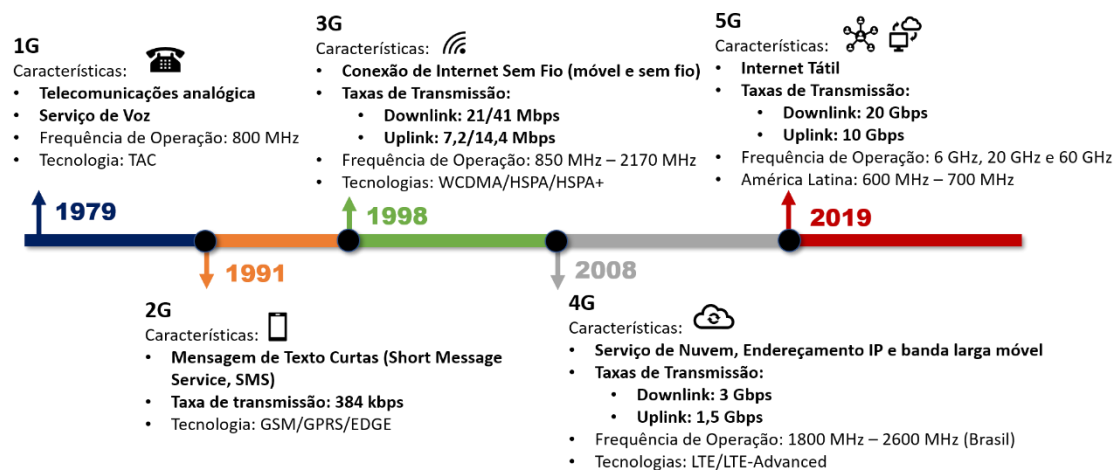 1G
Características:
• Telecomunicações analógica
• Serviço de Voz
• Frequência de Operação: 800 MHz
• Tecnologia: TAC
1979
3G
Características:
• Conexão de Internet Sem Fio (móvel e sem fio)
• Taxas de Transmissão:
• Downlink: 21/41 Mbps
• Uplink: 7,2/14,4 Mbps
• Frequência de Operação: 850 MHz – 2170 MHz
• Tecnologias: WCDMA/HSPA/HSPA+
1998
5G
Características:
• Internet Tátil
• Taxas de Transmissão:
• Downlink: 20 Gbps
• Uplink: 10 Gbps
• Frequência de Operação: 6 GHz, 20 GHz e 60 GHz
• América Latina: 600 MHz – 700 MHz
2019
1991
2G
Características:
• Mensagem de Texto Curtas (Short Message
Service, SMS)
• Taxa de transmissão: 384 kbps
• Tecnologia: GSM/GPRS/EDGE
2008
4G
Características:
• Serviço de Nuvem, Endereçamento IP e banda larga móvel
• Taxas de Transmissão:
• Downlink: 3 Gbps
• Uplink: 1,5 Gbps
• Frequência de Operação: 1800 MHz – 2600 MHz (Brasil)
• Tecnologias: LTE/LTE-Advanced